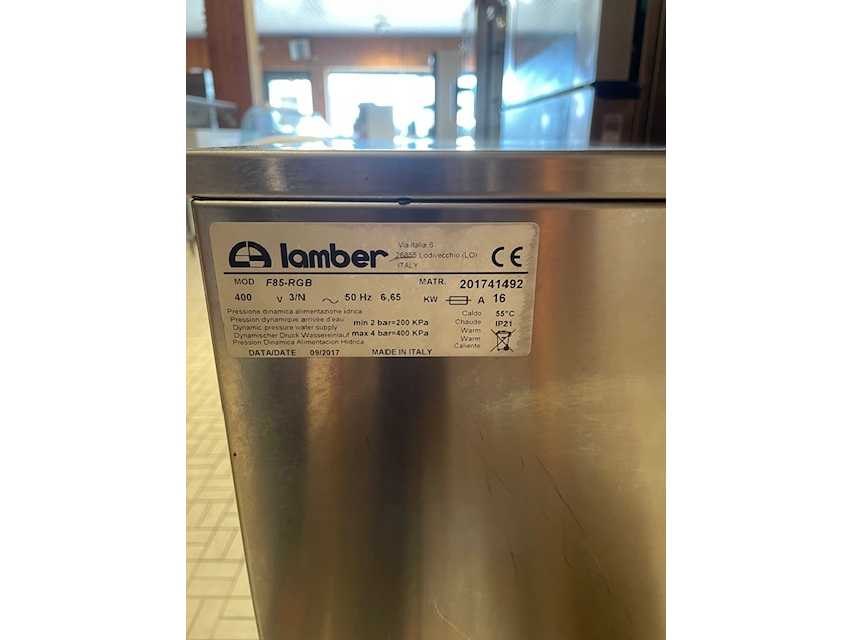 lamber
Via Italia, 6
26855 Lodivecchio (LO)
ITALY
CE
MOD F85-RGB MATR. 201741492
400 V 3/N ~ 50 Hz 6,65 KW A 16
Pressione dinamica alimentazione idrica
Pression dynamique arrivée d'eau
Dynamic pressure water supply
Dynamischer Druck Wassereinlauf
Pression Dinamica Alimentacion Hidrica
min 2 bar=200 KPa
max 4 bar=400 KPa
Caldo 55°C
Chaude IP21
Warm
Warm
Caliente
DATA/DATE 09/2017 MADE IN ITALY